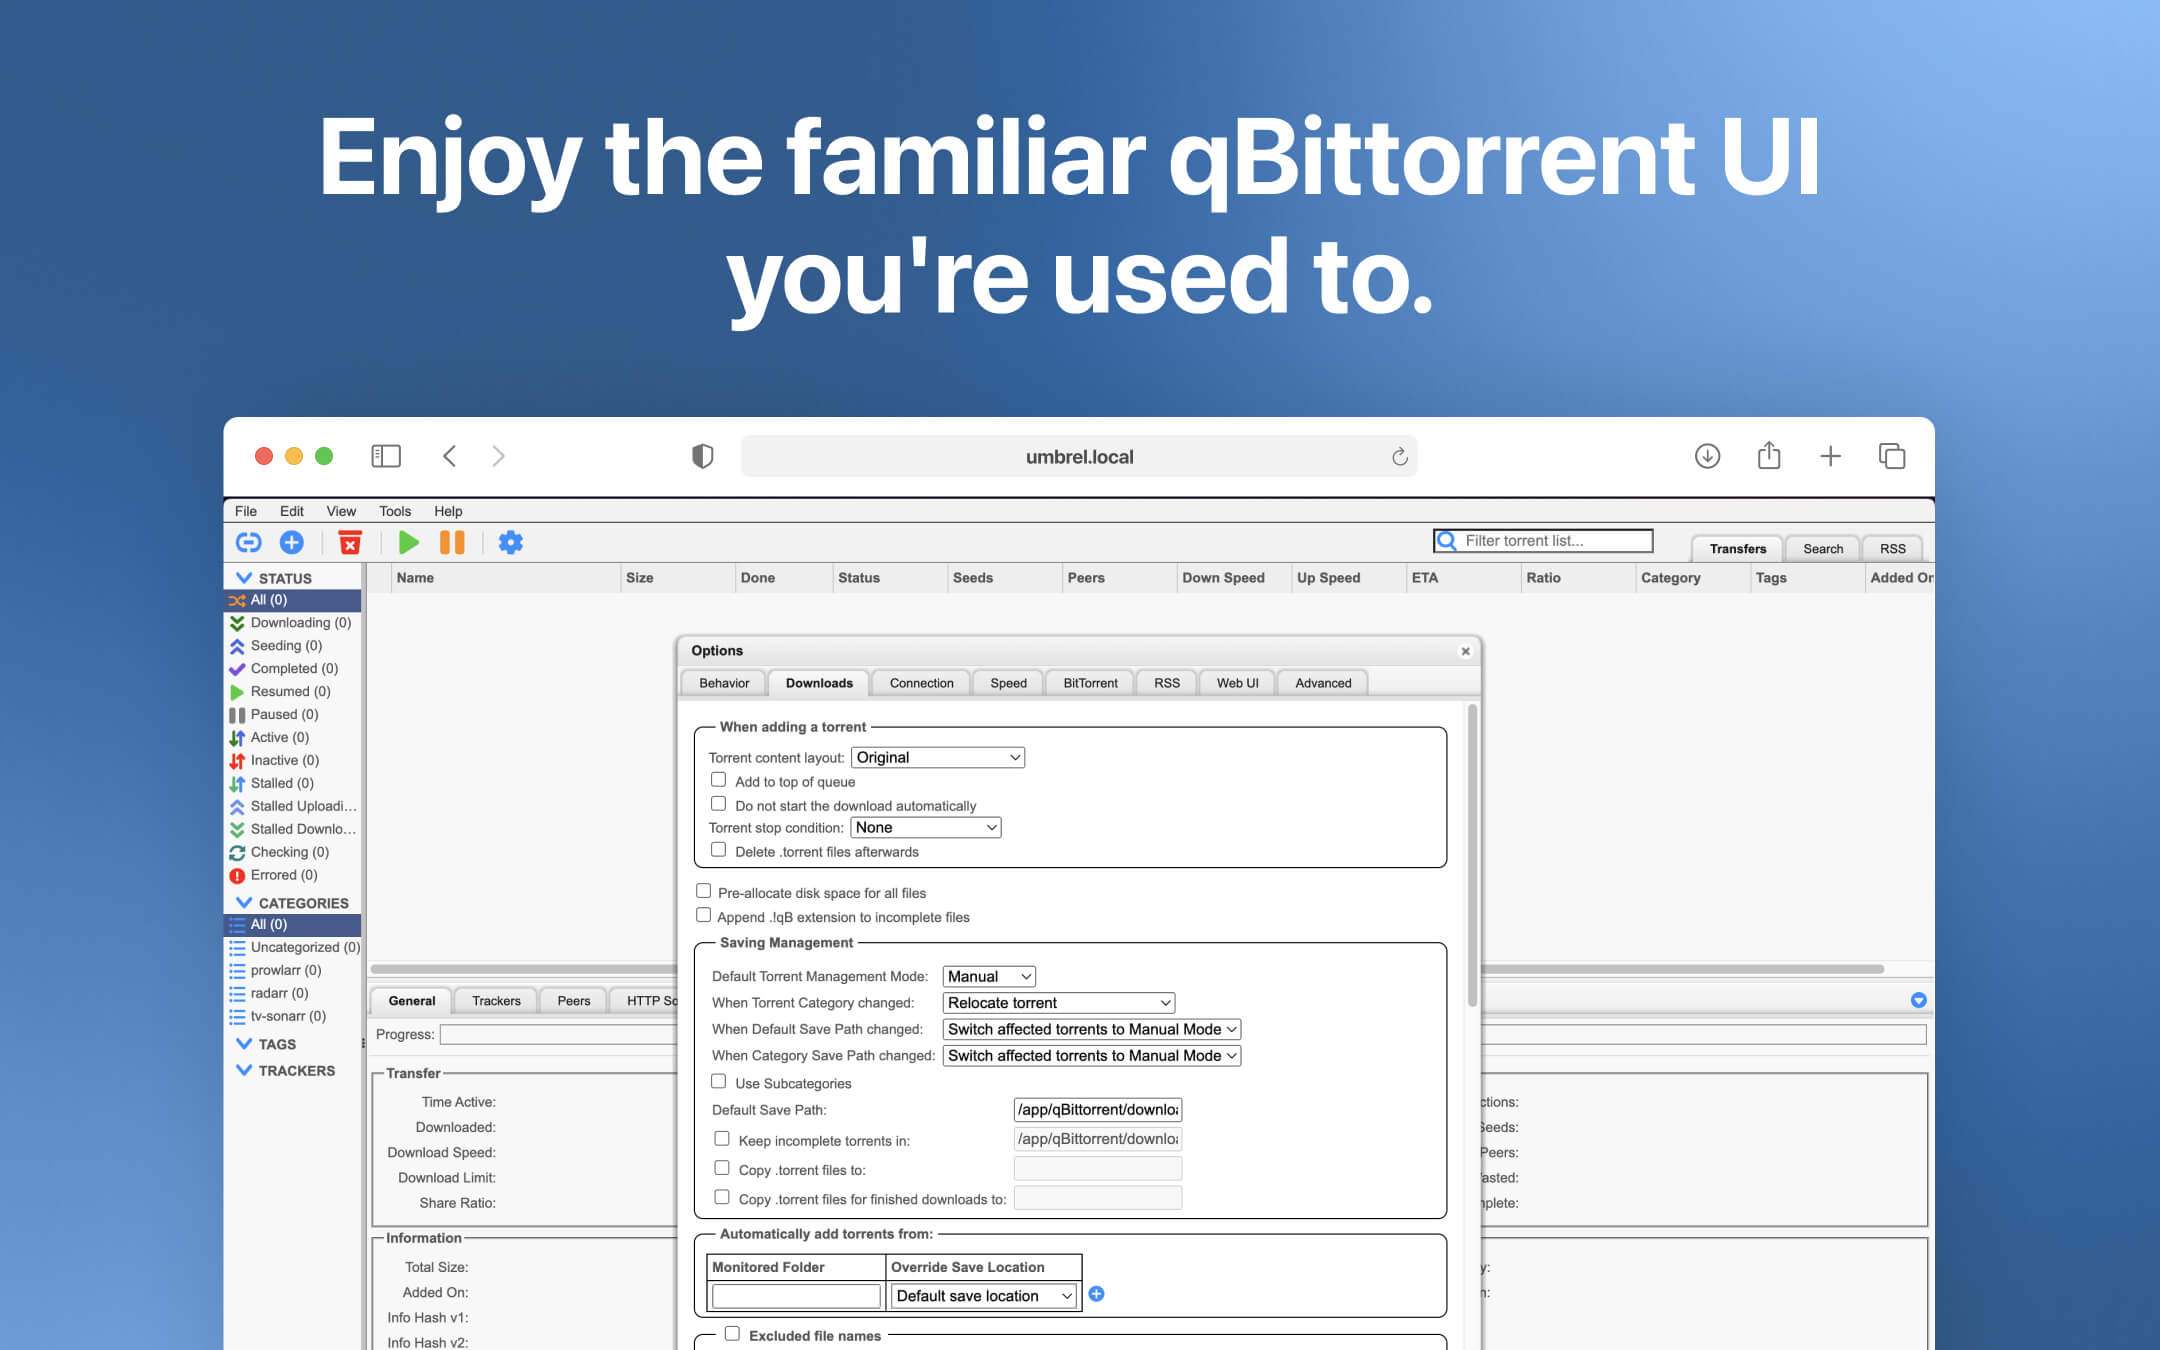 Enjoy the familiar qBittorrent UI
you're used to.
umbrel.local
File Edit View Tools Help
Filter torrent list...
Transfers Search RSS
STATUS
All (0)
Downloading (0)
Seeding (0)
Completed (0)
Resumed (0)
Paused (0)
Active (0)
Inactive (0)
Stalled (0)
Stalled Uploadi...
Stalled Downlo...
Checking (0)
Errored (0)
CATEGORIES
All (0)
Uncategorized (0)
prowlarr (0)
radarr (0)
tv-sonarr (0)
TAGS
TRACKERS
Name Size Done Status Seeds Peers Down Speed Up Speed ETA Ratio Category Tags Added On
Options
Behavior Downloads Connection Speed BitTorrent RSS Web UI Advanced
When adding a torrent
Torrent content layout: Original
Add to top of queue
Do not start the download automatically
Torrent stop condition: None
Delete .torrent files afterwards
Pre-allocate disk space for all files
Append .!qB extension to incomplete files
Saving Management
Default Torrent Management Mode: Manual
When Torrent Category changed: Relocate torrent
When Default Save Path changed: Switch affected torrents to Manual Mode
When Category Save Path changed: Switch affected torrents to Manual Mode
Use Subcategories
Default Save Path: /app/qBittorrent/downloa
Keep incomplete torrents in: /app/qBittorrent/downloa
Copy .torrent files to:
Copy .torrent files for finished downloads to:
Automatically add torrents from:
Monitored Folder Override Save Location
Default save location
Excluded file names
General Trackers Peers HTTP So
Progress:
Transfer
Time Active:
Downloaded:
Download Speed:
Download Limit:
Share Ratio:
ctions:
Seeds:
Peers:
asted:
nplete:
Information
Total Size:
Added On:
Info Hash v1:
Info Hash v2:
y:
n: